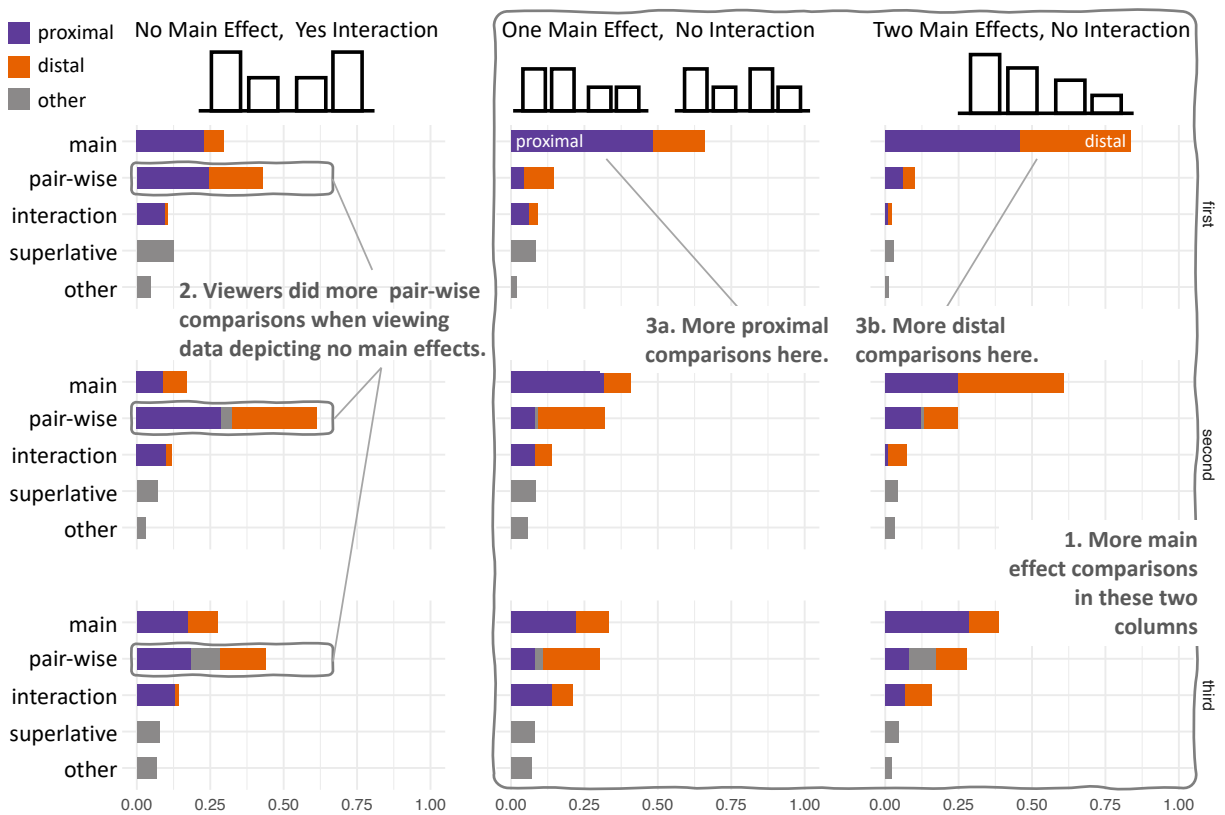 proximal
distal
other
No Main Effect, Yes Interaction
One Main Effect, No Interaction
Two Main Effects, No Interaction
main
pair-wise
interaction
superlative
other
proximal
distal
first
2. Viewers did more pair-wise
comparisons when viewing
data depicting no main effects.
3a. More proximal
comparisons here.
3b. More distal
comparisons here.
main
pair-wise
interaction
superlative
other
second
1. More main
effect comparisons
in these two
columns
main
pair-wise
interaction
superlative
other
third
0.00 0.25 0.50 0.75 1.00
0.00 0.25 0.50 0.75 1.00
0.00 0.25 0.50 0.75 1.00